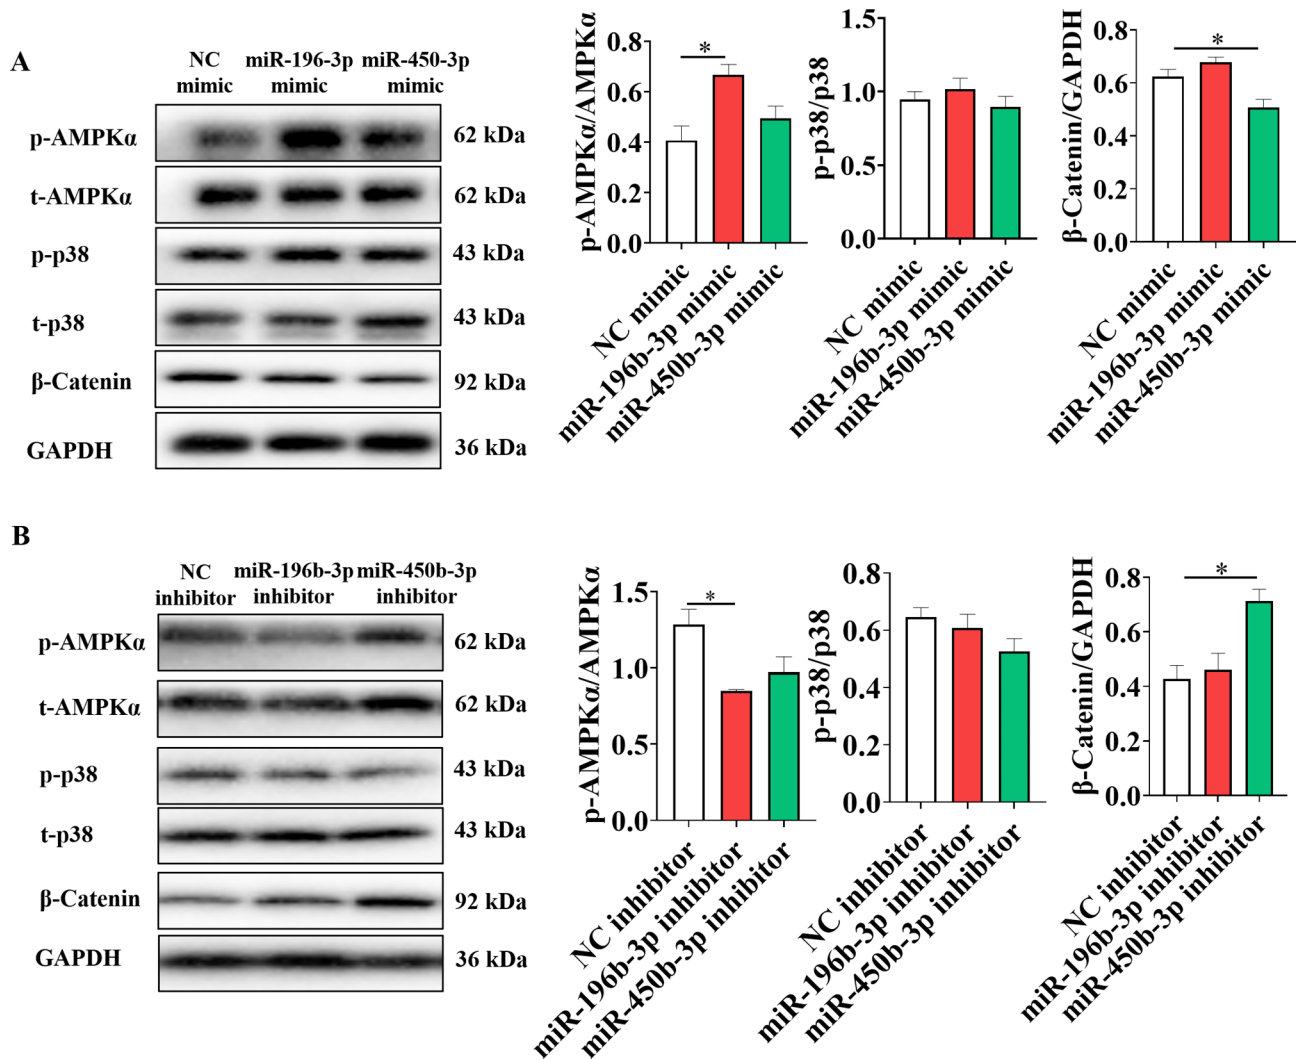 A
NC mimic
miR-196-3p mimic
miR-450-3p mimic
p-AMPKα
62 kDa
t-AMPKα
62 kDa
p-p38
43 kDa
t-p38
43 kDa
β-Catenin
92 kDa
GAPDH
36 kDa
p-AMPKα/AMPKα
0.8
0.6
0.4
0.2
0.0
*
NC mimic
miR-196b-3p mimic
miR-450b-3p mimic
p-p38/p38
1.5
1.0
0.5
0.0
NC mimic
miR-196b-3p mimic
miR-450b-3p mimic
β-Catenin/GAPDH
0.8
0.6
0.4
0.2
0.0
*
NC mimic
miR-196b-3p mimic
miR-450b-3p mimic
B
NC inhibitor
miR-196b-3p inhibitor
miR-450b-3p inhibitor
p-AMPKα
62 kDa
t-AMPKα
62 kDa
p-p38
43 kDa
t-p38
43 kDa
β-Catenin
92 kDa
GAPDH
36 kDa
p-AMPKα/AMPKα
1.5
1.0
0.5
0.0
*
NC inhibitor
miR-196b-3p inhibitor
miR-450b-3p inhibitor
p-p38/p38
0.8
0.6
0.4
0.2
0.0
NC inhibitor
miR-196b-3p inhibitor
miR-450b-3p inhibitor
β-Catenin/GAPDH
0.8
0.6
0.4
0.2
0.0
*
NC inhibitor
miR-196b-3p inhibitor
miR-450b-3p inhibitor